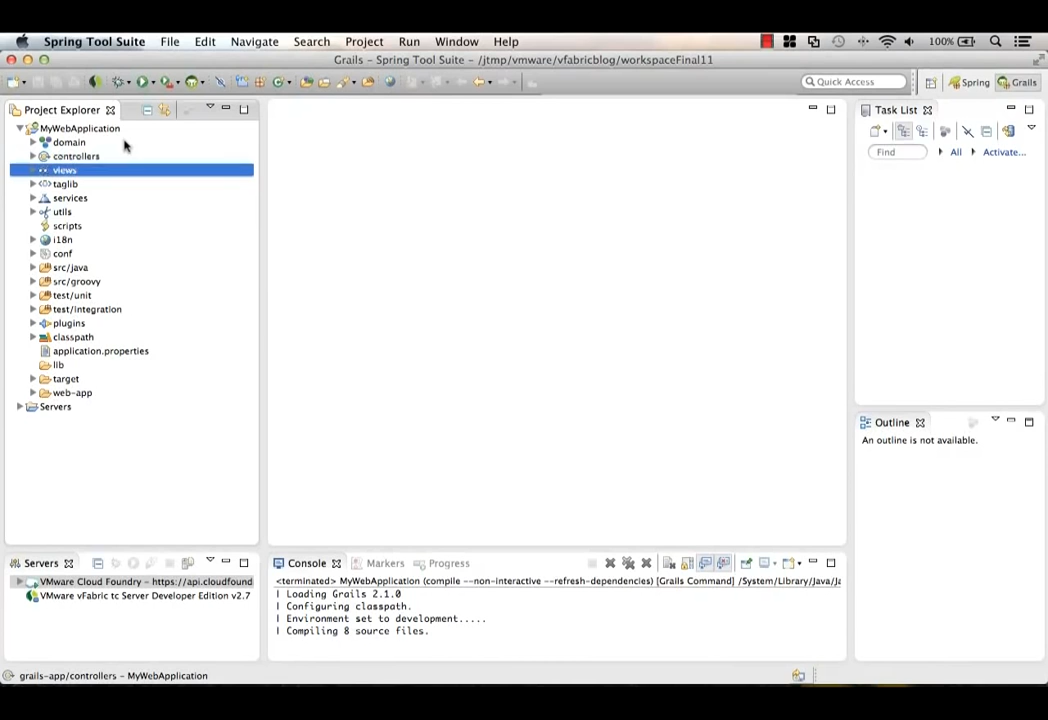 Spring Tool Suite File Edit Navigate Search Project Run Window Help 100%
Grails - Spring Tool Suite - /jtmp/vmware/vfabricblog/workspaceFinal11
Quick Access Spring Grails
Project Explorer
MyWebApplication
domain
controllers
views
taglib
services
utils
scripts
i18n
conf
src/java
src/groovy
test/unit
test/integration
plugins
classpath
application.properties
lib
target
web-app
Servers
Task List
Find All Activate...
Outline
An outline is not available.
Servers
VMware Cloud Foundry - https://api.cloudfound
VMware vFabric tc Server Developer Edition v2.7
Console Markers Progress
<terminated> MyWebApplication (compile --non-interactive --refresh-dependencies) [Grails Command] /System/Library/Java/Ja
| Loading Grails 2.1.0
| Configuring classpath.
| Environment set to development.....
| Compiling 8 source files.
grails-app/controllers - MyWebApplication